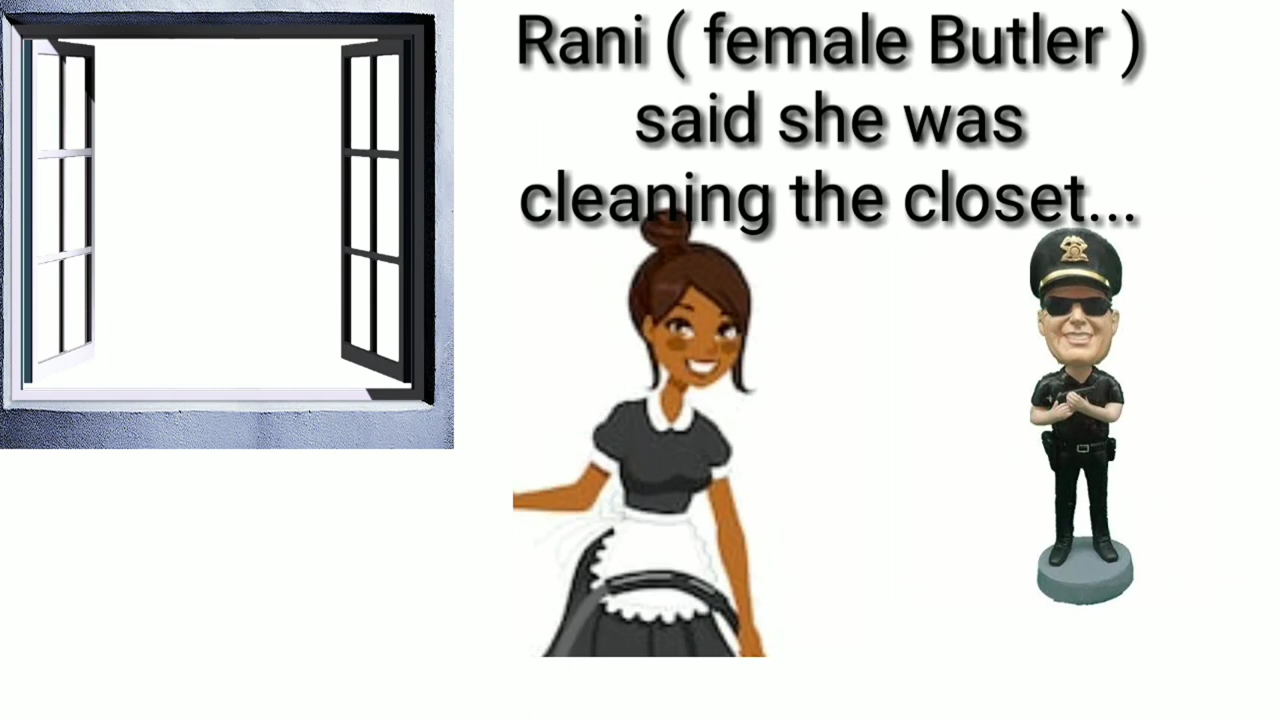 Rani ( female Butler )
said she was
cleaning the closet...